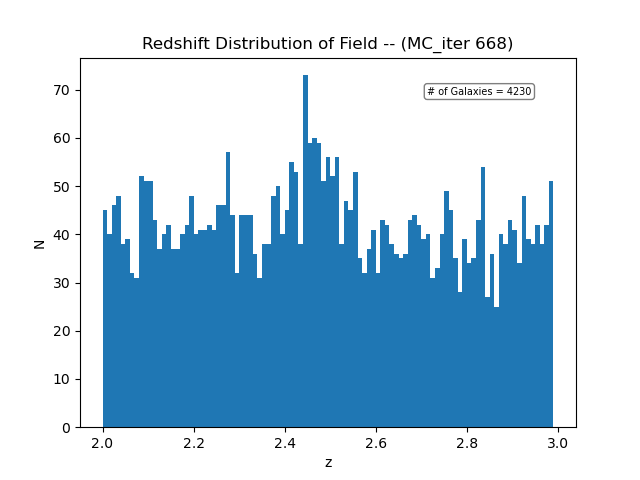 Redshift Distribution of Field -- (MC_iter 668)
# of Galaxies = 4230
70
60
50
40
30
20
10
0
N
2.0 2.2 2.4 2.6 2.8 3.0
z